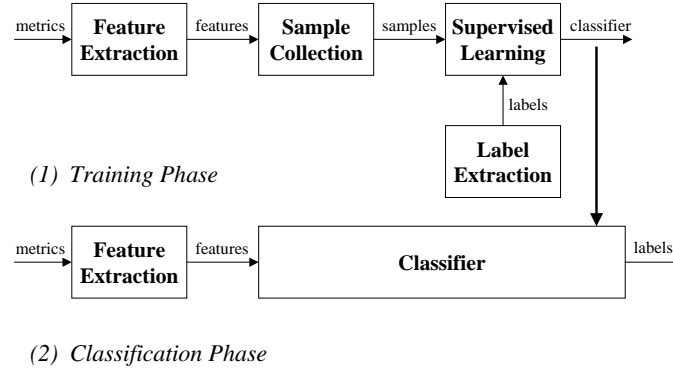 metrics
Feature
Extraction
features
Sample
Collection
samples
Supervised
Learning
classifier
labels
Label
Extraction
(1) Training Phase
metrics
Feature
Extraction
features
Classifier
labels
(2) Classification Phase